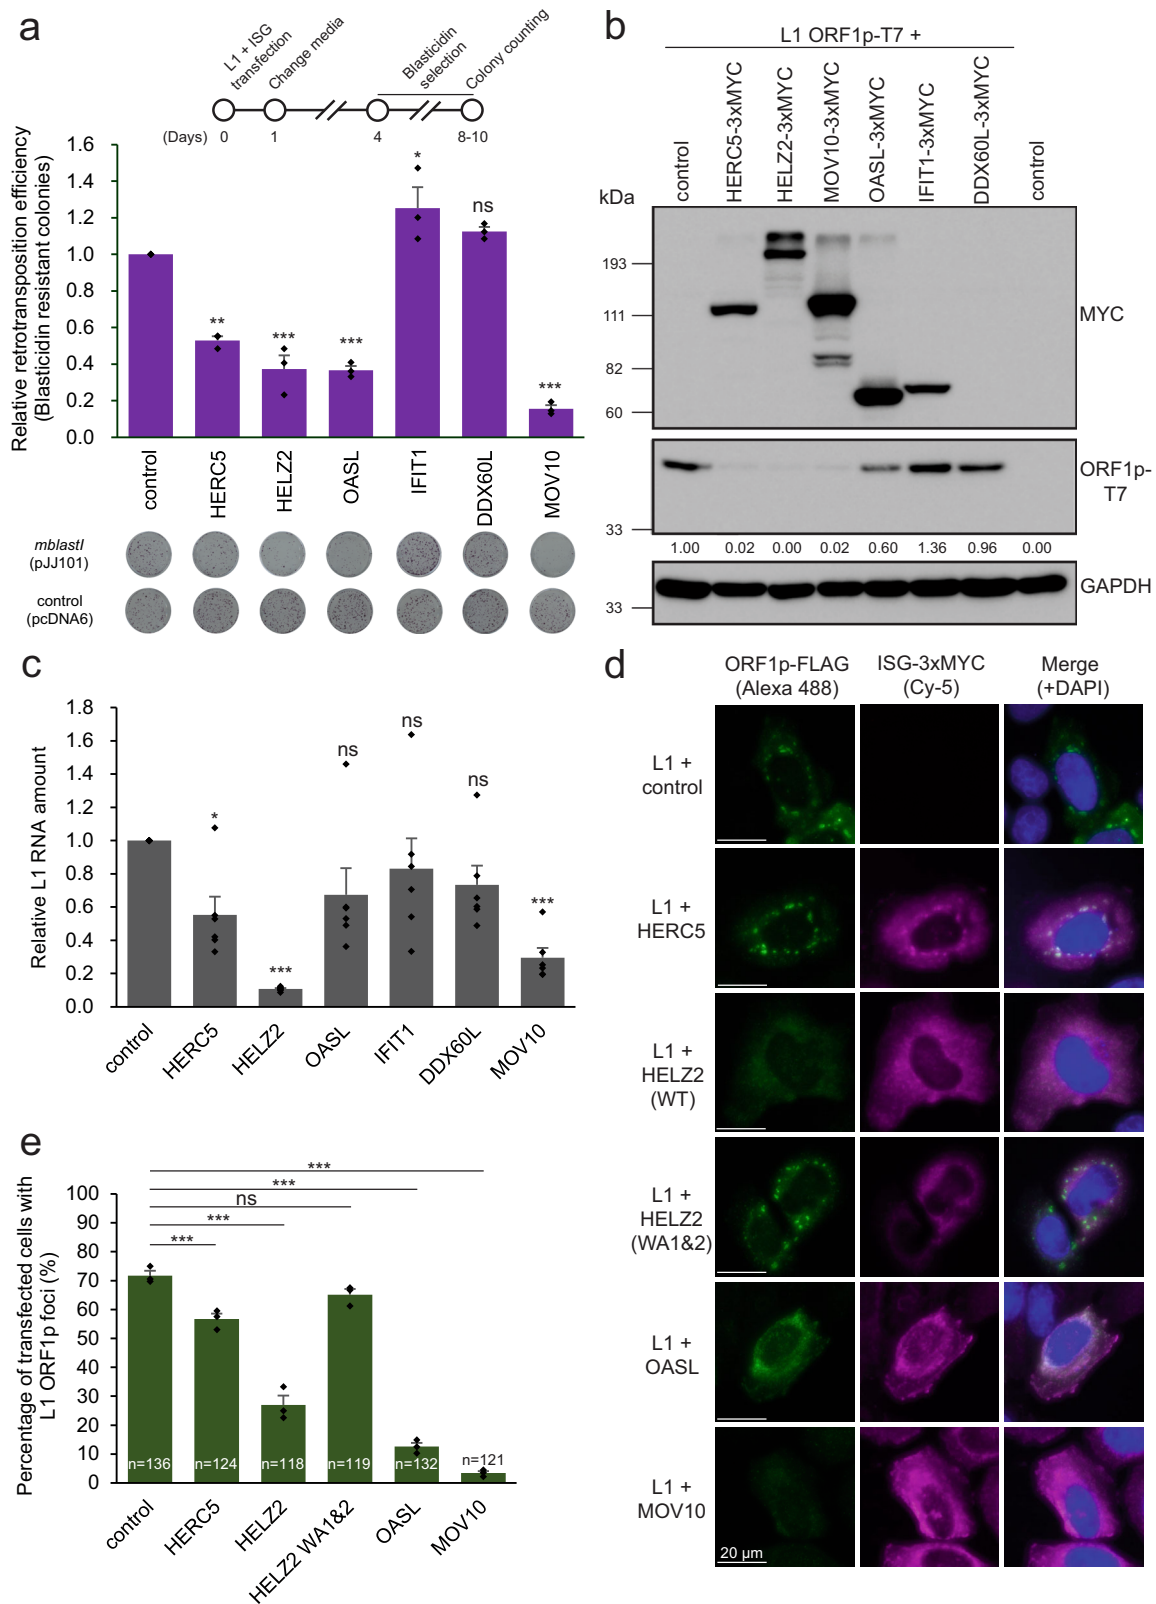 a
L1 + ISG
transfection
Change media
Blasticidin
selection
Colony counting
(Days) 0 1 4 8-10
Relative retrotransposition efficiency
(Blasticidin resistant colonies)
1.6
1.4
1.2
1.0
0.8
0.6
0.4
0.2
0.0
** *** *** * ns ***
control HERC5 HELZ2 OASL IFIT1 DDX60L MOV10
mblastI
(pJJ101)
control
(pcDNA6)
b
L1 ORF1p-T7 +
control HERC5-3xMYC HELZ2-3xMYC MOV10-3xMYC OASL-3xMYC IFIT1-3xMYC DDX60L-3xMYC control
kDa
193
111
82
60
MYC
ORF1p-
T7
33
1.00 0.02 0.00 0.02 0.60 1.36 0.96 0.00
GAPDH
33
c
Relative L1 RNA amount
1.8
1.6
1.4
1.2
1.0
0.8
0.6
0.4
0.2
0.0
* *** ns ns ns ***
control HERC5 HELZ2 OASL IFIT1 DDX60L MOV10
d
ORF1p-FLAG
(Alexa 488)
ISG-3xMYC
(Cy-5)
Merge
(+DAPI)
L1 +
control
L1 +
HERC5
L1 +
HELZ2
(WT)
L1 +
HELZ2
(WA1&2)
L1 +
OASL
L1 +
MOV10
20 µm
e
Percentage of transfected cells with
L1 ORF1p foci (%)
100
90
80
70
60
50
40
30
20
10
0
***
***
ns
***
***
n=136 n=124 n=118 n=119 n=132 n=121
control HERC5 HELZ2 HELZ2 WA1&2 OASL MOV10